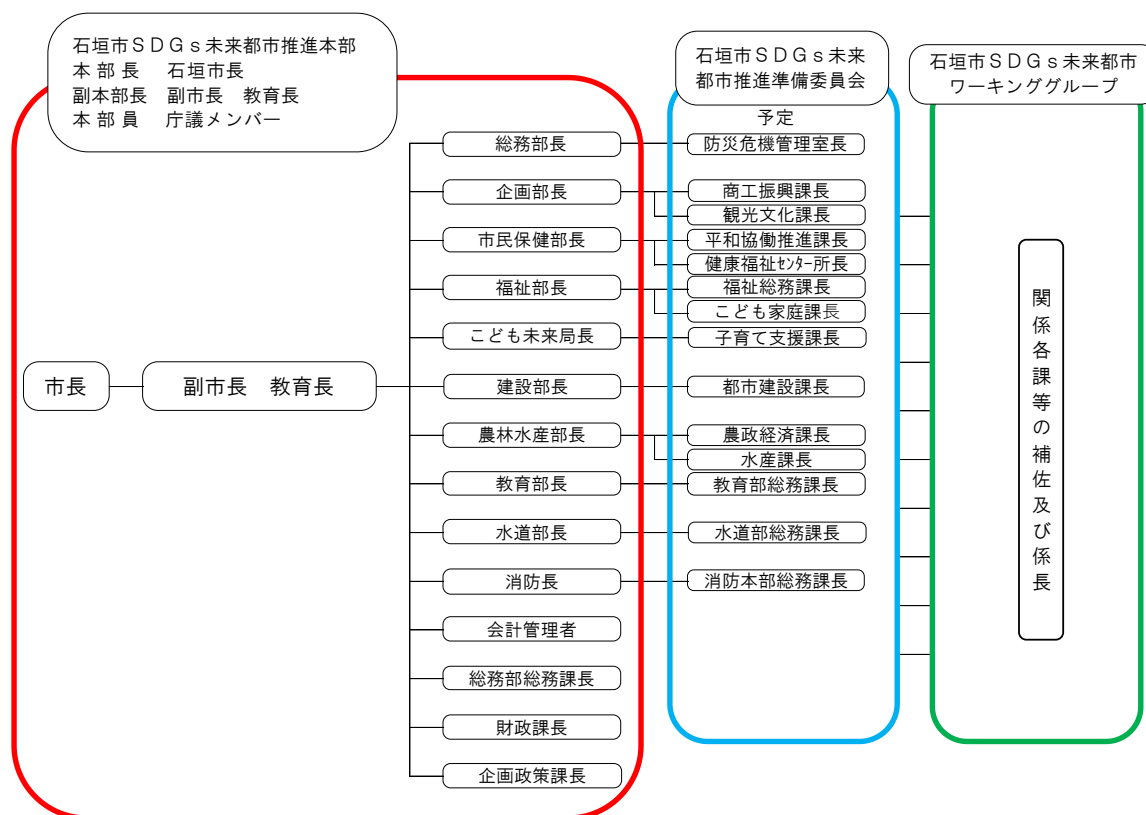 石垣市SDGs未来都市推進本部
本部長 石垣市長
副本部長 副市長 教育長
本部員 庁議メンバー
市長
副市長 教育長
総務部長
企画部長
市民保健部長
福祉部長
こども未来局長
建設部長
農林水産部長
教育部長
水道部長
消防長
会計管理者
総務部総務課長
財政課長
企画政策課長
石垣市SDGs未来
都市推進準備委員会
予定
防災危機管理室長
商工振興課長
観光文化課長
平和協働推進課長
健康福祉ｾﾝﾀｰ所長
福祉総務課長
こども家庭課長
子育て支援課長
都市建設課長
農政経済課長
水産課長
教育部総務課長
水道部総務課長
消防本部総務課長
石垣市SDGs未来都市
ワーキンググループ
関係各課等の補佐及び係長